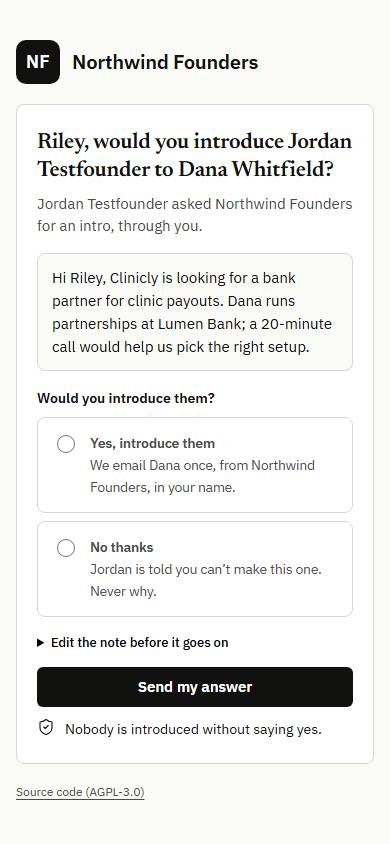 NF
Northwind Founders
Riley, would you introduce Jordan
Testfounder to Dana Whitfield?
Jordan Testfounder asked Northwind Founders
for an intro, through you.
Hi Riley, Clinicly is looking for a bank
partner for clinic payouts. Dana runs
partnerships at Lumen Bank; a 20-minute
call would help us pick the right setup.
Would you introduce them?
Yes, introduce them
We email Dana once, from Northwind
Founders, in your name.
No thanks
Jordan is told you can’t make this one.
Never why.
Edit the note before it goes on
Send my answer
Nobody is introduced without saying yes.
Source code (AGPL-3.0)